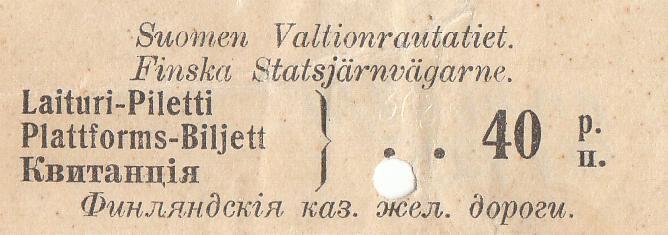 Suomen Valtionrautatiet.
Finska Statsjärnvägarne.
Laituri-Piletti
Plattforms-Biljett
Квитанція
} . . 40 p. п.
Финляндскія каз. жел. дороги.